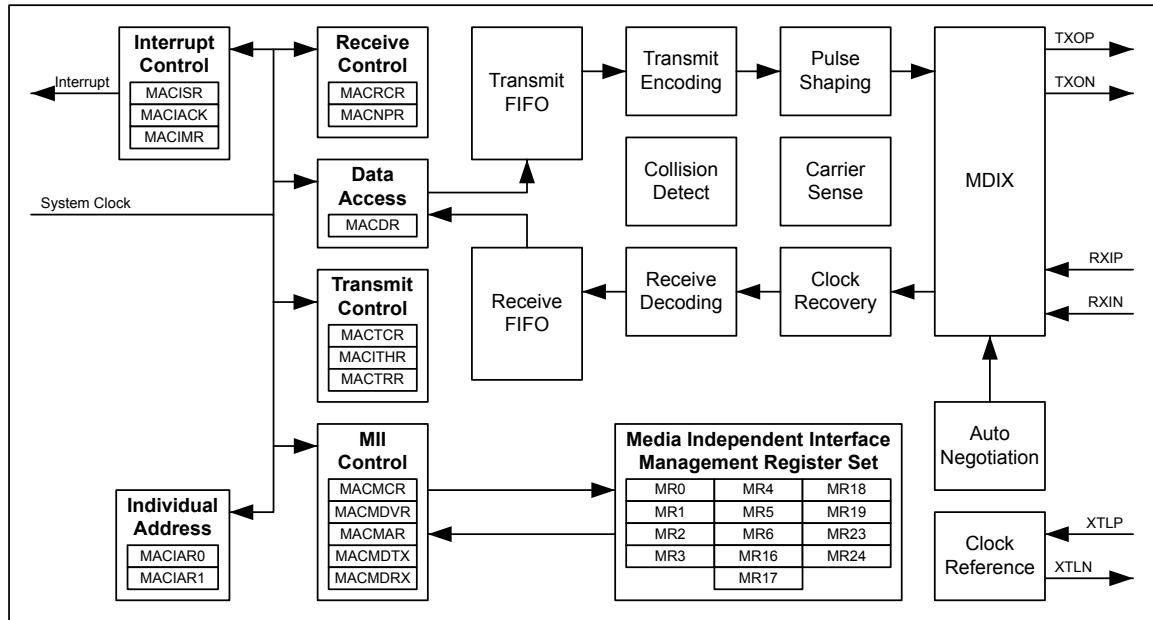 Interrupt
Control
MACISR
MACIACK
MACIMR
Interrupt
System Clock
Receive
Control
MACRCR
MACNPR
Data
Access
MACDR
Transmit
Control
MACTCR
MACITHR
MACTRR
MII
Control
MACMCR
MACMDVR
MACMAR
MACMDTX
MACMDRX
Individual
Address
MACIAR0
MACIAR1
Transmit
FIFO
Receive
FIFO
Transmit
Encoding
Pulse
Shaping
Collision
Detect
Carrier
Sense
Receive
Decoding
Clock
Recovery
MDIX
TXOP
TXON
RXIP
RXIN
Auto
Negotiation
Media Independent Interface
Management Register Set
MR0 MR4 MR18
MR1 MR5 MR19
MR2 MR6 MR23
MR3 MR16 MR24
MR17
Clock
Reference
XTLP
XTLN